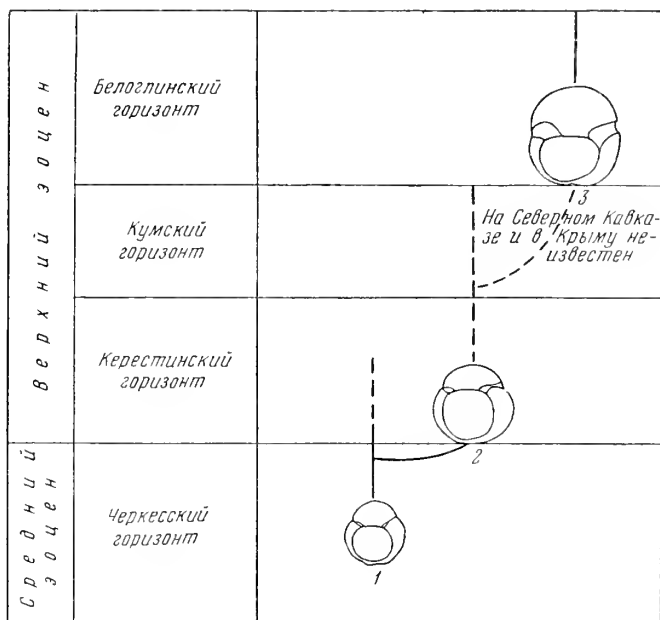 Верхний эоцен
Белоглинский
горизонт
3
Кумский
горизонт
На Северном Кавка-
зе и в Крыму не-
известен
Керестинский
горизонт
2
Средний
эоцен
Черкесский
горизонт
1